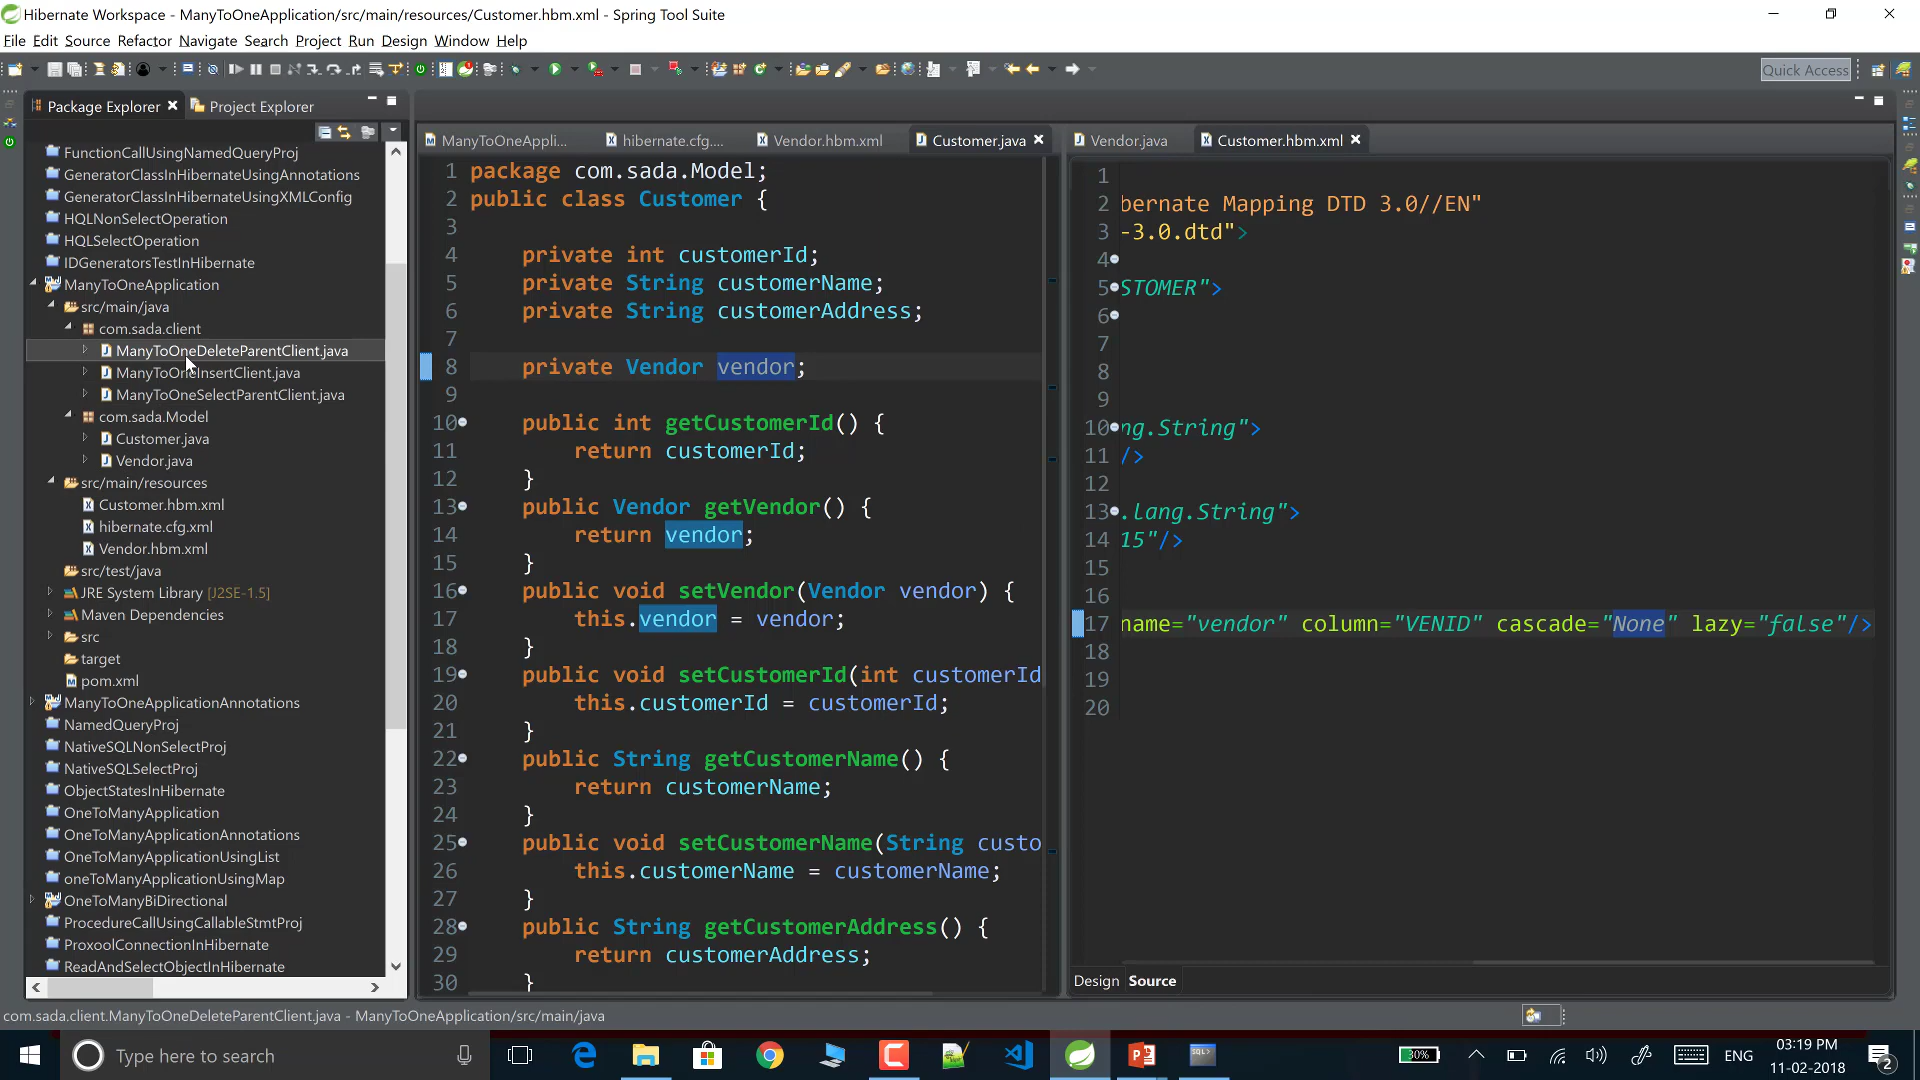 Hibernate Workspace - ManyToOneApplication/src/main/resources/Customer.hbm.xml - Spring Tool Suite
File Edit Source Refactor Navigate Search Project Run Design Window Help
Quick Access
Package Explorer Project Explorer
FunctionCallUsingNamedQueryProj
GeneratorClassInHibernateUsingAnnotations
GeneratorClassInHibernateUsingXMLConfig
HQLNonSelectOperation
HQLSelectOperation
IDGeneratorsTestInHibernate
ManyToOneApplication
src/main/java
com.sada.client
ManyToOneDeleteParentClient.java
ManyToOneInsertClient.java
ManyToOneSelectParentClient.java
com.sada.Model
Customer.java
Vendor.java
src/main/resources
Customer.hbm.xml
hibernate.cfg.xml
Vendor.hbm.xml
src/test/java
JRE System Library [J2SE-1.5]
Maven Dependencies
src
target
pom.xml
ManyToOneApplicationAnnotations
NamedQueryProj
NativeSQLNonSelectProj
NativeSQLSelectProj
ObjectStatesInHibernate
OneToManyApplication
OneToManyApplicationAnnotations
OneToManyApplicationUsingList
oneToManyApplicationUsingMap
OneToManyBiDirectional
ProcedureCallUsingCallableStmtProj
ProxoolConnectionInHibernate
ReadAndSelectObjectInHibernate
ManyToOneAppli... hibernate.cfg.... Vendor.hbm.xml Customer.java
1 package com.sada.Model;
2 public class Customer {
3
4 private int customerId;
5 private String customerName;
6 private String customerAddress;
7
8 private Vendor vendor;
9
10 public int getCustomerId() {
11 return customerId;
12 }
13 public Vendor getVendor() {
14 return vendor;
15 }
16 public void setVendor(Vendor vendor) {
17 this.vendor = vendor;
18 }
19 public void setCustomerId(int customerId
20 this.customerId = customerId;
21 }
22 public String getCustomerName() {
23 return customerName;
24 }
25 public void setCustomerName(String custo
26 this.customerName = customerName;
27 }
28 public String getCustomerAddress() {
29 return customerAddress;
30 }
Vendor.java Customer.hbm.xml
1
2 bernate Mapping DTD 3.0//EN"
3 -3.0.dtd">
4
5 STOMER">
6
7
8
9
10 ng.String">
11 />
12
13 .lang.String">
14 15"/>
15
16
17 name="vendor" column="VENID" cascade="None" lazy="false"/>
18
19
20
Design Source
com.sada.client.ManyToOneDeleteParentClient.java - ManyToOneApplication/src/main/java
Type here to search
30%
ENG
03:19 PM
11-02-2018
2